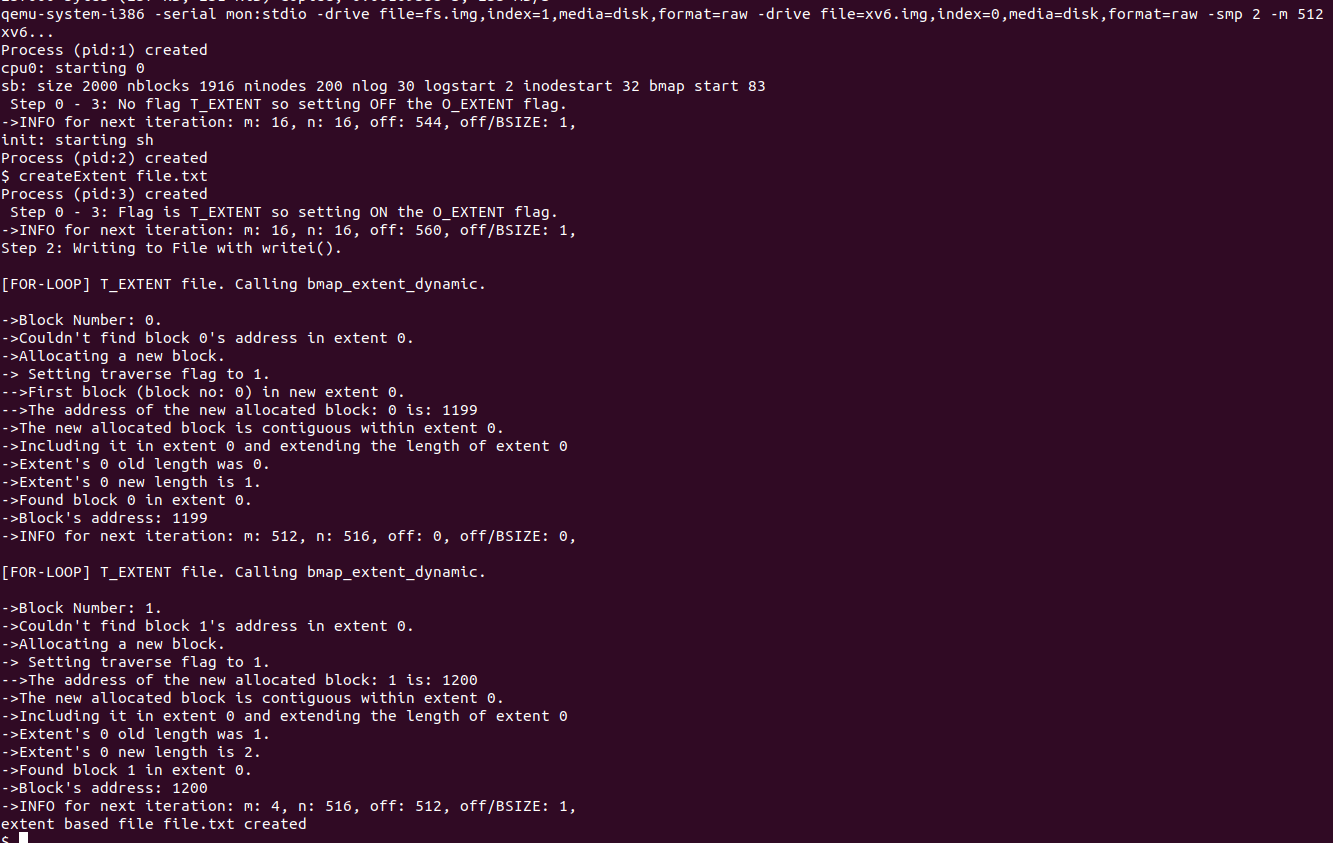 qemu-system-i386 -serial mon:stdio -drive file=fs.img,index=1,media=disk,format=raw -drive file=xv6.img,index=0,media=disk,format=raw -smp 2 -m 512
xv6...
Process (pid:1) created
cpu0: starting 0
sb: size 2000 nblocks 1916 ninodes 200 nlog 30 logstart 2 inodestart 32 bmap start 83
 Step 0 - 3: No flag T_EXTENT so setting OFF the O_EXTENT flag.
->INFO for next iteration: m: 16, n: 16, off: 544, off/BSIZE: 1,
init: starting sh
Process (pid:2) created
$ createExtent file.txt
Process (pid:3) created
 Step 0 - 3: Flag is T_EXTENT so setting ON the O_EXTENT flag.
->INFO for next iteration: m: 16, n: 16, off: 560, off/BSIZE: 1,
Step 2: Writing to File with writei().
[FOR-LOOP] T_EXTENT file. Calling bmap_extent_dynamic.
->Block Number: 0.
->Couldn't find block 0's address in extent 0.
->Allocating a new block.
-> Setting traverse flag to 1.
-->First block (block no: 0) in new extent 0.
-->The address of the new allocated block: 0 is: 1199
->The new allocated block is contiguous within extent 0.
->Including it in extent 0 and extending the length of extent 0
->Extent's 0 old length was 0.
->Extent's 0 new length is 1.
->Found block 0 in extent 0.
->Block's address: 1199
->INFO for next iteration: m: 512, n: 516, off: 0, off/BSIZE: 0,
[FOR-LOOP] T_EXTENT file. Calling bmap_extent_dynamic.
->Block Number: 1.
->Couldn't find block 1's address in extent 0.
->Allocating a new block.
-> Setting traverse flag to 1.
-->The address of the new allocated block: 1 is: 1200
->The new allocated block is contiguous within extent 0.
->Including it in extent 0 and extending the length of extent 0
->Extent's 0 old length was 1.
->Extent's 0 new length is 2.
->Found block 1 in extent 0.
->Block's address: 1200
->INFO for next iteration: m: 4, n: 516, off: 512, off/BSIZE: 1,
extent based file file.txt created
$